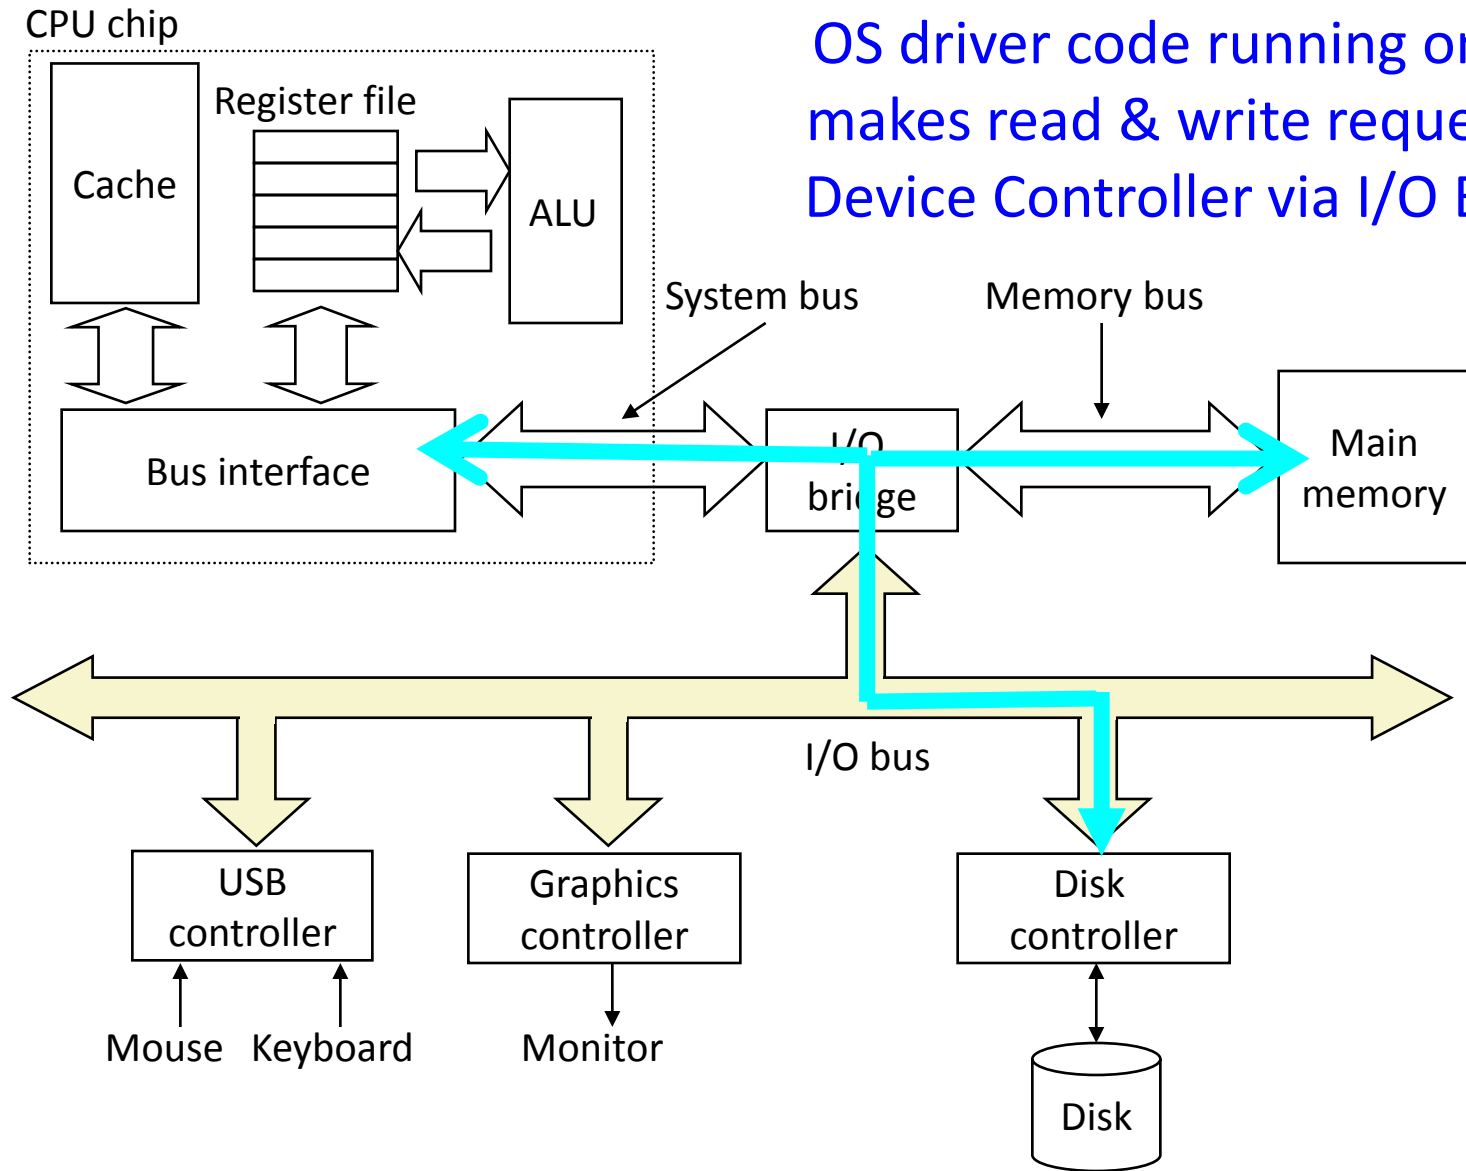 CPU chip
OS driver code running
makes read & write
Device Controller via I/O
Register file
Cache
ALU
System bus
Memory bus
Bus interface
I/O
bridge
Main
memory
I/O bus
USB
controller
Graphics
controller
Disk
controller
Mouse
Keyboard
Monitor
Disk